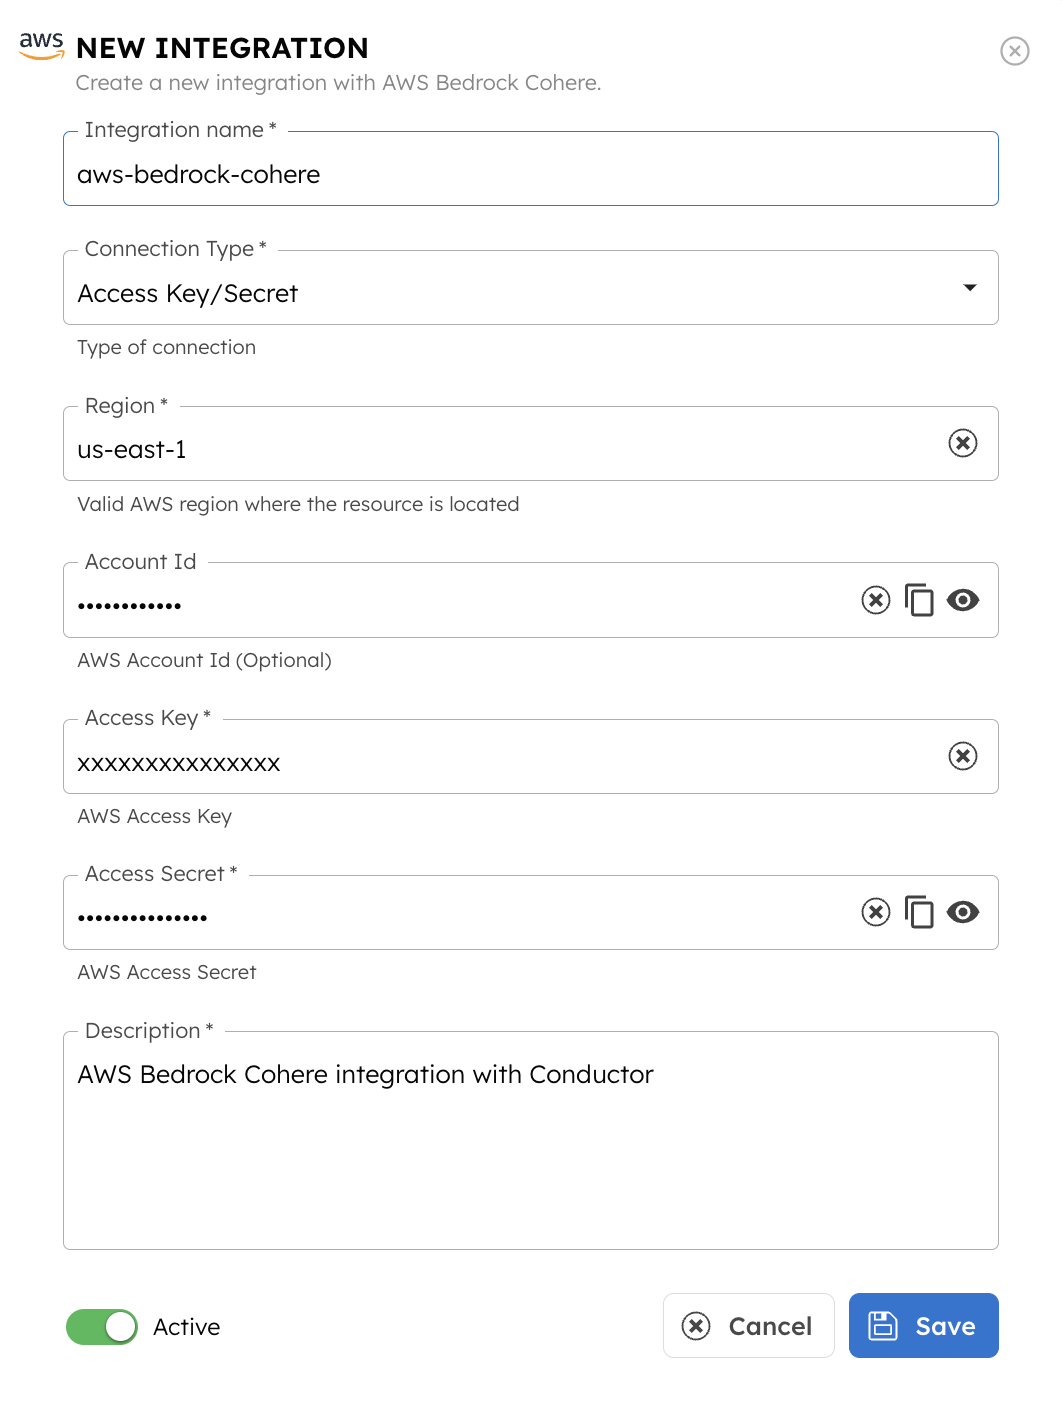 aws
NEW INTEGRATION
Create a new integration with AWS Bedrock Cohere.
Integration name *
aws-bedrock-cohere
Connection Type *
Access Key/Secret
Type of connection
Region *
us-east-1
Valid AWS region where the resource is located
Account Id
••••••••••••
AWS Account Id (Optional)
Access Key *
xxxxxxxxxxxxxxx
AWS Access Key
Access Secret *
•••••••••••••••
AWS Access Secret
Description *
AWS Bedrock Cohere integration with Conductor
Active
Cancel
Save